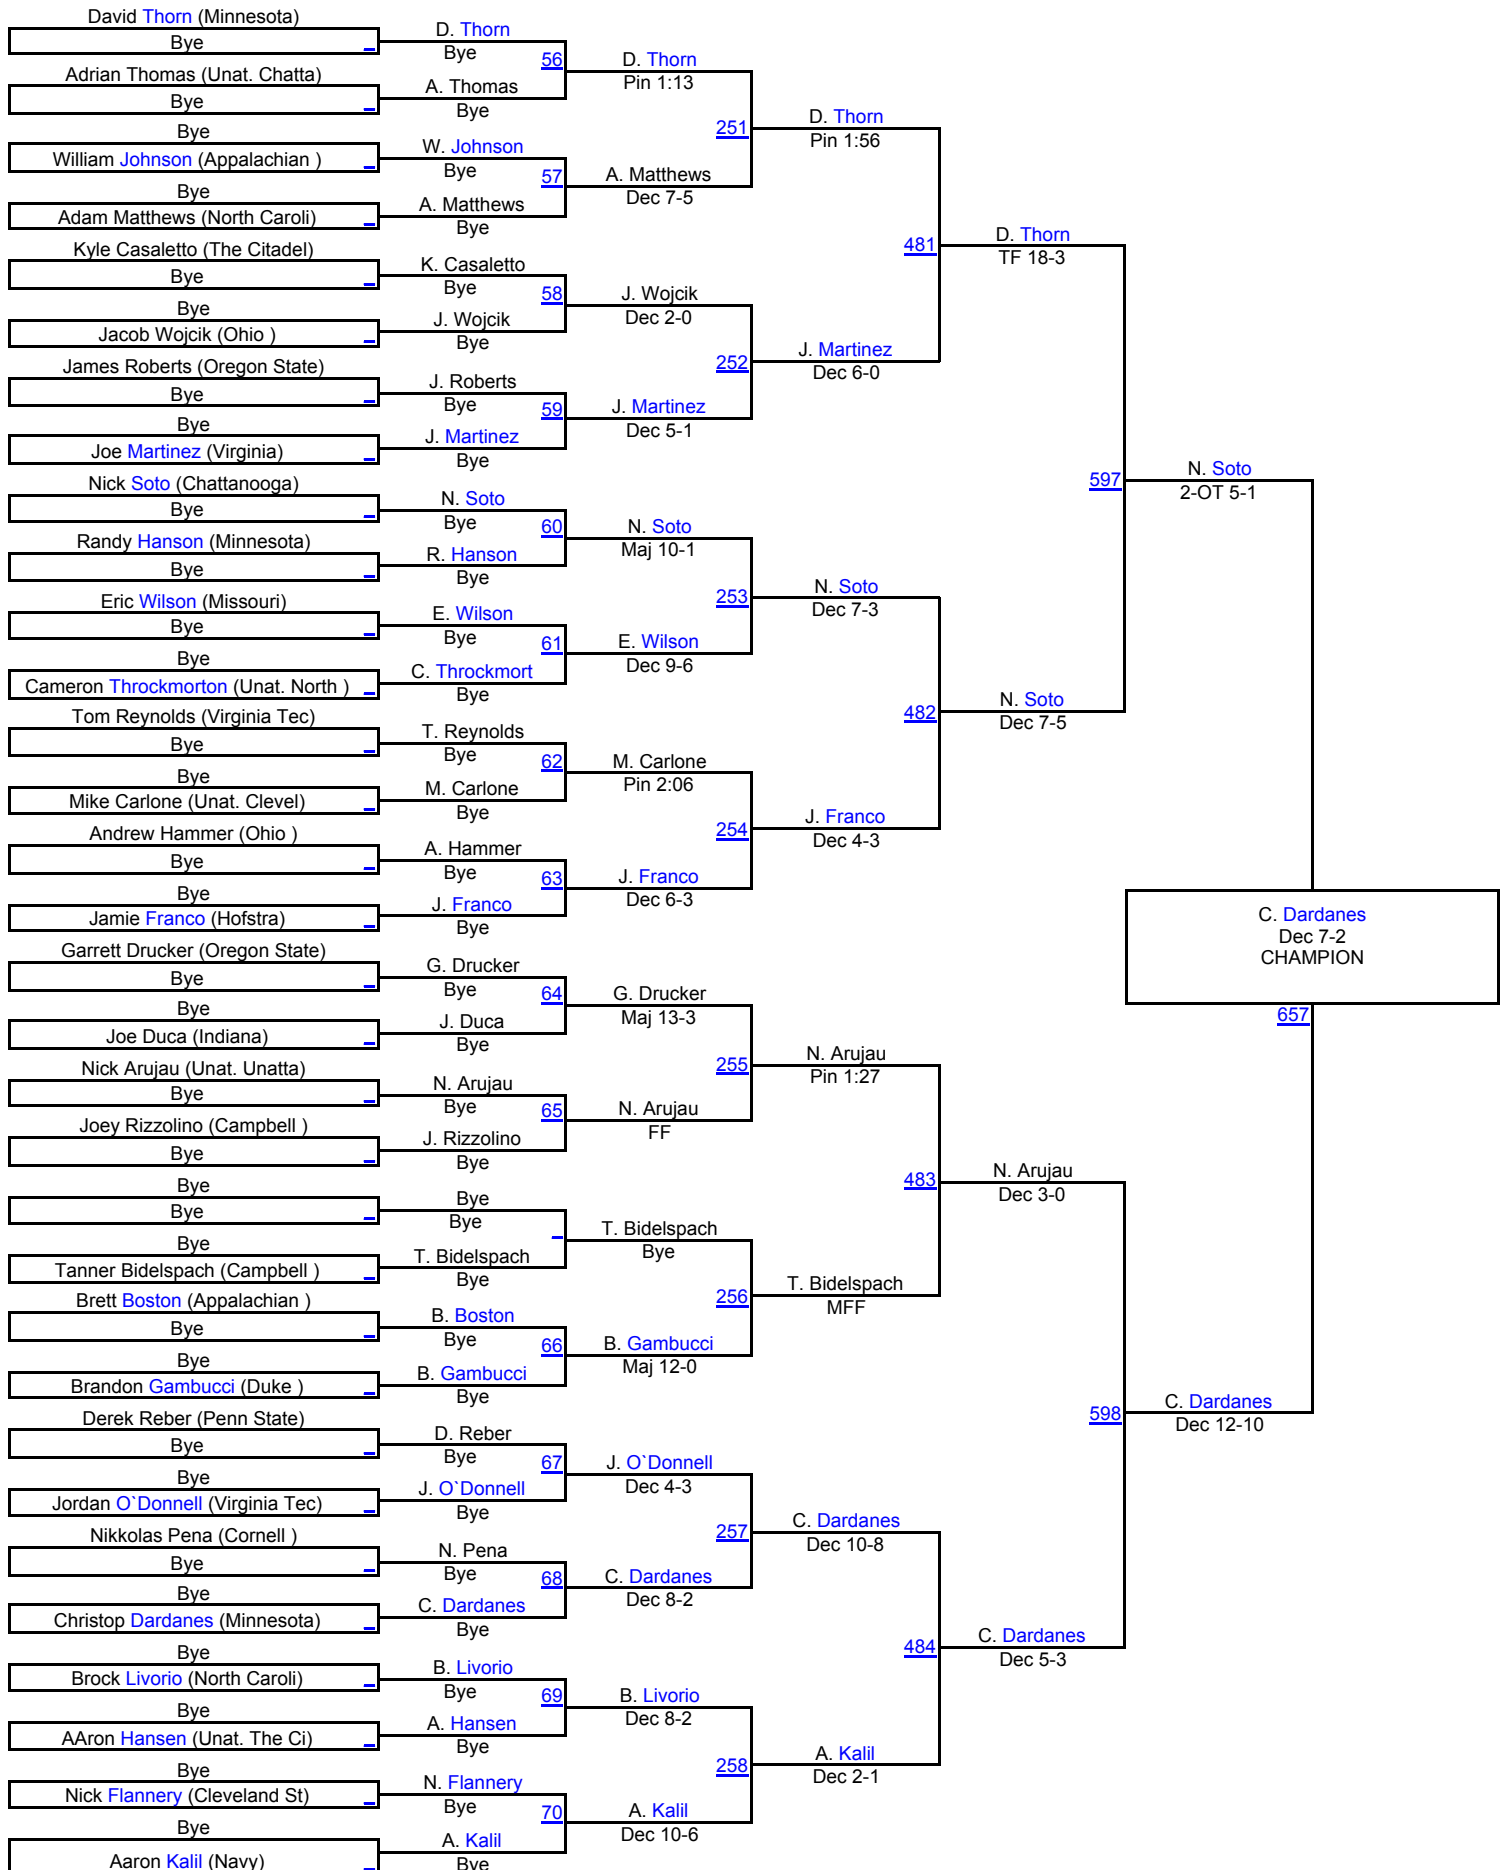 David Thorn (Minnesota)
Bye
Adrian Thomas (Unat. Chatta)
Bye
Bye
William Johnson (Appalachian )
Bye
Adam Matthews (North Caroli)
Kyle Casaletto (The Citadel)
Bye
Bye
Jacob Wojcik (Ohio )
James Roberts (Oregon State)
Bye
Bye
Joe Martinez (Virginia)
Nick Soto (Chattanooga)
Bye
Randy Hanson (Minnesota)
Bye
Eric Wilson (Missouri)
Bye
Bye
Cameron Throckmorton (Unat. North )
Tom Reynolds (Virginia Tec)
Bye
Bye
Mike Carlone (Unat. Clevel)
Andrew Hammer (Ohio )
Bye
Bye
Jamie Franco (Hofstra)
Garrett Drucker (Oregon State)
Bye
Bye
Joe Duca (Indiana)
Nick Arujau (Unat. Unatta)
Bye
Joey Rizzolino (Campbell )
Bye
Bye
Bye
Bye
Tanner Bidelspach (Campbell )
Brett Boston (Appalachian )
Bye
Bye
Brandon Gambucci (Duke )
Derek Reber (Penn State)
Bye
Bye
Jordan O`Donnell (Virginia Tec)
Nikkolas Pena (Cornell )
Bye
Bye
Christop Dardanes (Minnesota)
Bye
Brock Livorio (North Caroli)
Bye
AAron Hansen (Unat. The Ci)
Bye
Nick Flannery (Cleveland St)
Bye
Aaron Kalil (Navy)
D. Thorn
Bye
56
A. Thomas
Bye
W. Johnson
Bye
57
A. Matthews
Bye
K. Casaletto
Bye
58
J. Wojcik
Bye
J. Roberts
Bye
59
J. Martinez
Bye
N. Soto
Bye
60
R. Hanson
Bye
E. Wilson
Bye
61
C. Throckmort
Bye
T. Reynolds
Bye
62
M. Carlone
Bye
A. Hammer
Bye
63
J. Franco
Bye
G. Drucker
Bye
64
J. Duca
Bye
N. Arujau
Bye
65
J. Rizzolino
Bye
Bye
Bye
T. Bidelspach
Bye
B. Boston
Bye
66
B. Gambucci
Bye
D. Reber
Bye
67
J. O`Donnell
Bye
N. Pena
Bye
68
C. Dardanes
Bye
B. Livorio
Bye
69
A. Hansen
Bye
N. Flannery
Bye
70
A. Kalil
Bye
D. Thorn
Pin 1:13
251
A. Matthews
Dec 7-5
J. Wojcik
Dec 2-0
252
J. Martinez
Dec 5-1
N. Soto
Maj 10-1
253
E. Wilson
Dec 9-6
M. Carlone
Pin 2:06
254
J. Franco
Dec 6-3
G. Drucker
Maj 13-3
255
N. Arujau
FF
T. Bidelspach
Bye
256
B. Gambucci
Maj 12-0
J. O`Donnell
Dec 4-3
257
C. Dardanes
Dec 8-2
B. Livorio
Dec 8-2
258
A. Kalil
Dec 10-6
D. Thorn
Pin 1:56
481
J. Martinez
Dec 6-0
N. Soto
Dec 7-3
482
J. Franco
Dec 4-3
N. Arujau
Pin 1:27
483
T. Bidelspach
MFF
C. Dardanes
Dec 10-8
484
A. Kalil
Dec 2-1
D. Thorn
TF 18-3
597
N. Soto
Dec 7-5
N. Arujau
Dec 3-0
598
C. Dardanes
Dec 5-3
N. Soto
2-OT 5-1
C. Dardanes
Dec 12-10
C. Dardanes
Dec 7-2
CHAMPION
657